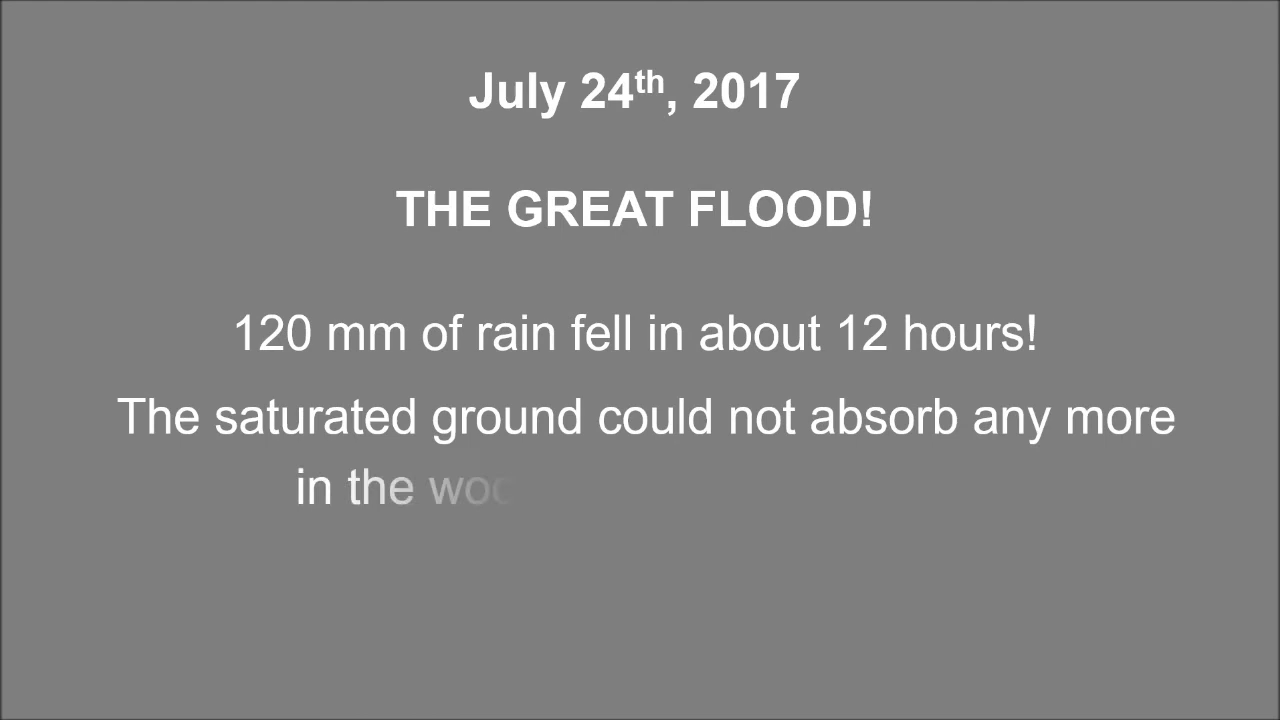 July 24th, 2017
THE GREAT FLOOD!
120 mm of rain fell in about 12 hours!
The saturated ground could not absorb any more
in the